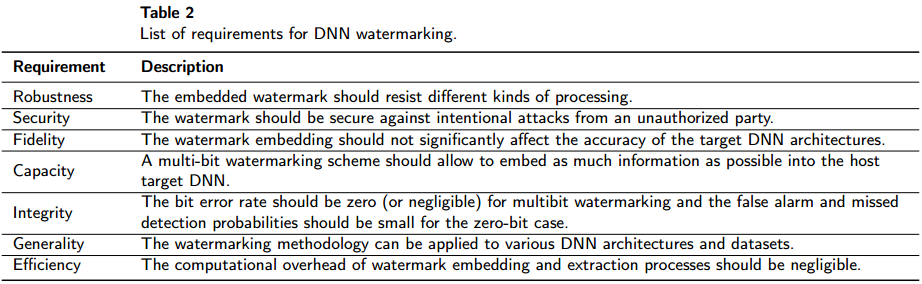 Table 2
List of requirements for DNN watermarking.
Requirement Description
Robustness The embedded watermark should resist different kinds of processing.
Security The watermark should be secure against intentional attacks from an unauthorized party.
Fidelity The watermark embedding should not significantly affect the accuracy of the target DNN architectures.
Capacity A multi-bit watermarking scheme should allow to embed as much information as possible into the host
target DNN.
Integrity The bit error rate should be zero (or negligible) for multibit watermarking and the false alarm and missed
detection probabilities should be small for the zero-bit case.
Generality The watermarking methodology can be applied to various DNN architectures and datasets.
Efficiency The computational overhead of watermark embedding and extraction processes should be negligible.